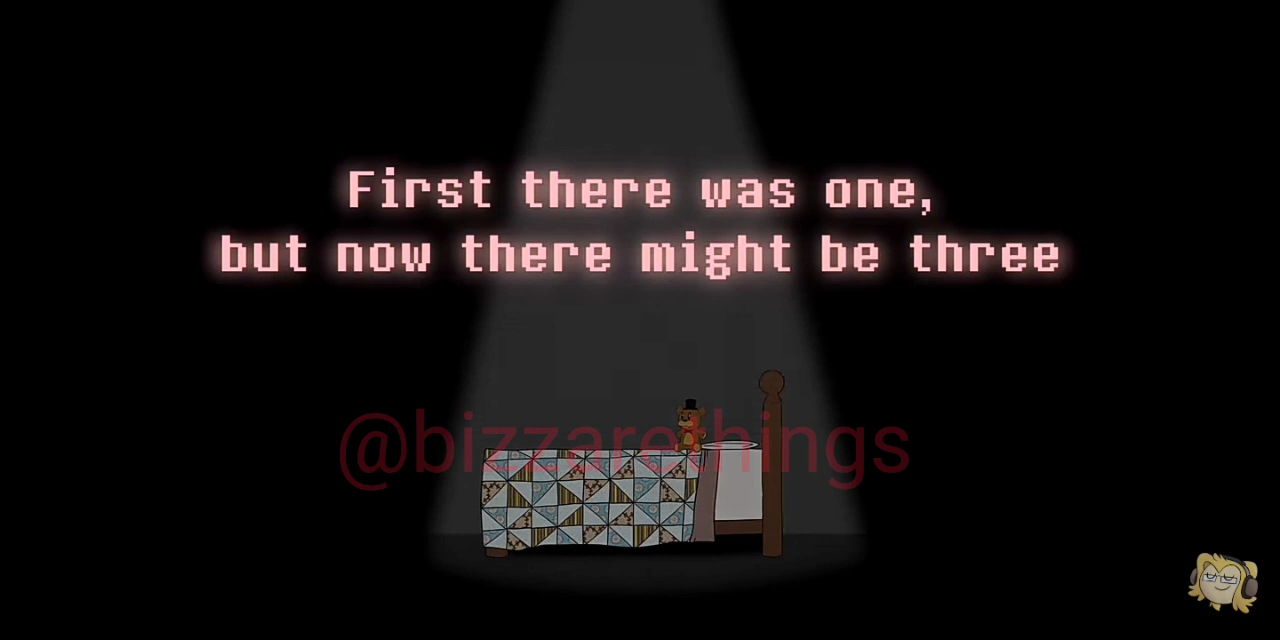 First there was one,
but now there might be three
@bizzarethings